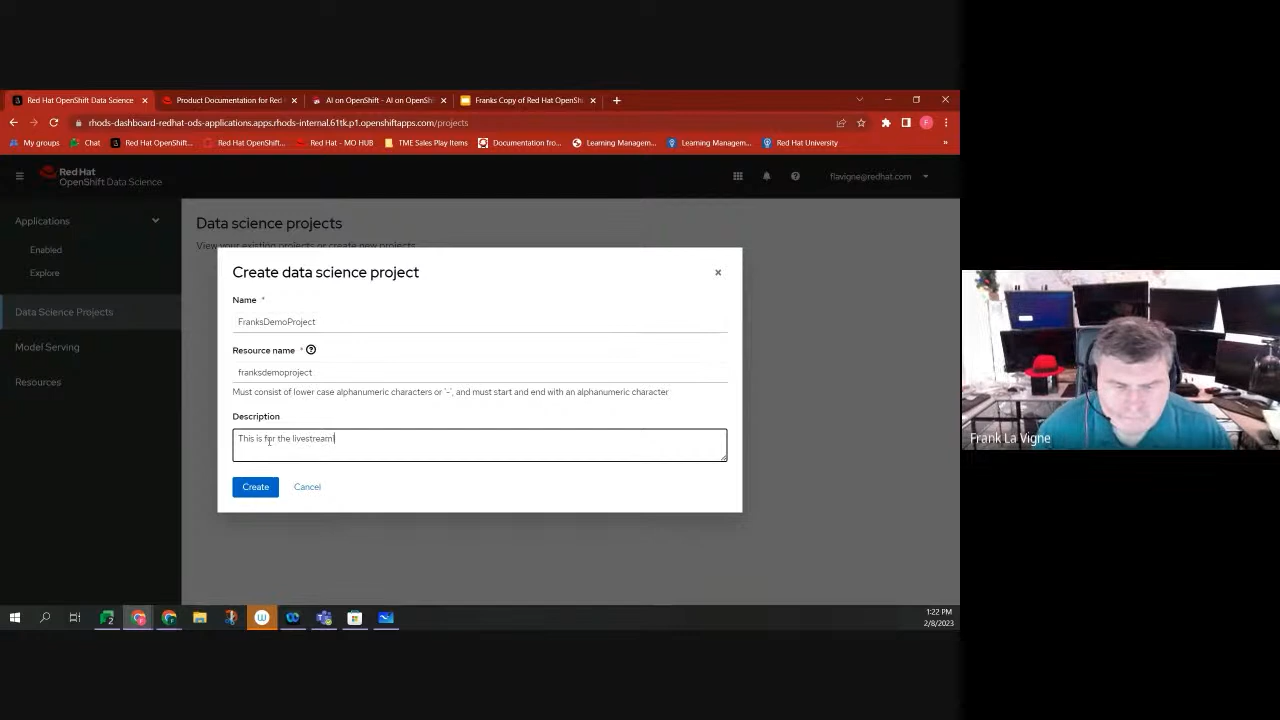 Red Hat OpenShift Data Science
Product Documentation for Red
AI on OpenShift - AI on OpenSh
Franks Copy of Red Hat OpenSh
rhods-dashboard-redhat-ods-applications.apps.rhods-internal.61tk.p1.openshiftapps.com/projects
My groups
Chat
Red Hat OpenShift...
Red Hat OpenShift...
Red Hat - MO HUB
TME Sales Play Items
Documentation fro...
Learning Managem...
Learning Managem...
Red Hat University
»
Red Hat
OpenShift Data Science
flavigne@redhat.com
Applications
Enabled
Explore
Data Science Projects
Model Serving
Resources
Data science projects
View your existing projects or create new projects.
Create data science project
Name *
FranksDemoProject
Resource name *
franksdemoproject
Must consist of lower case alphanumeric characters or '-', and must start and end with an alphanumeric character
Description
This is for the livestream!
Create
Cancel
1:22 PM
2/8/2023
Frank La Vigne